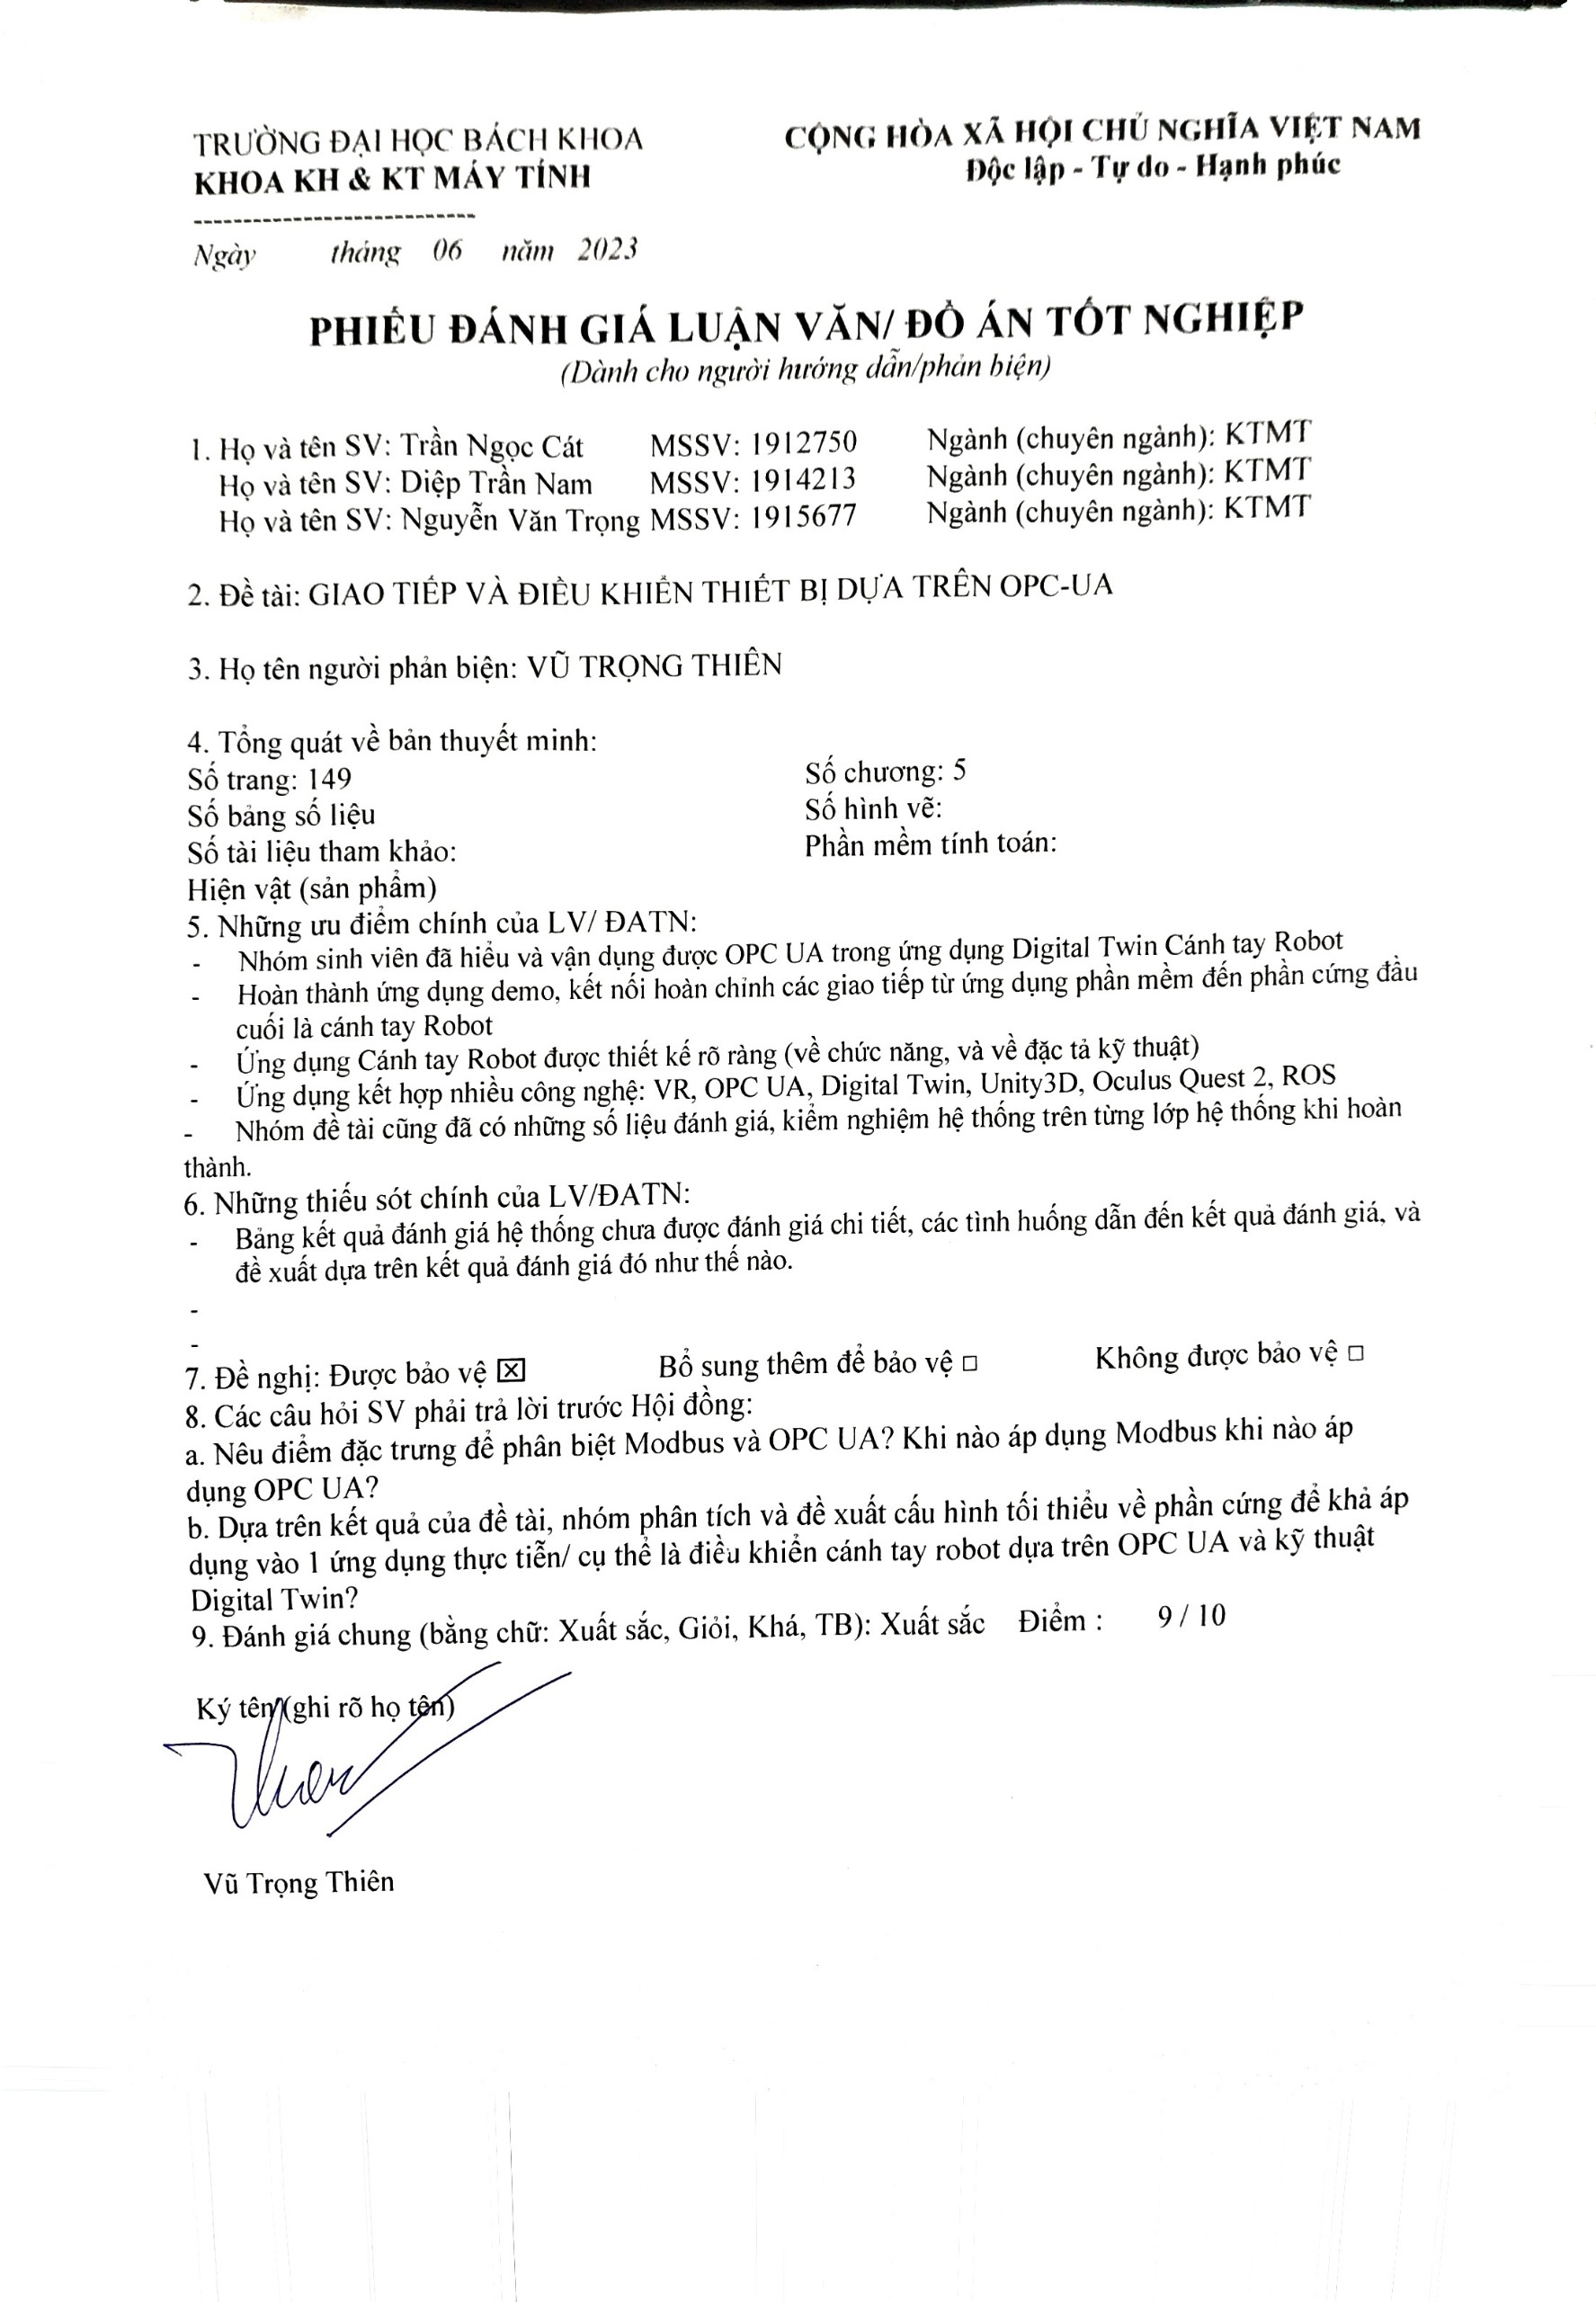 TRƯỜNG ĐẠI HỌC BÁCH KHOA
KHOA KH & KT MÁY TÍNH
CỘNG HÒA XÃ HỘI CHỦ NGHĨA VIỆT NAM
Độc lập - Tự do - Hạnh phúc
----------------------------
Ngày tháng 06 năm 2023
PHIẾU ĐÁNH GIÁ LUẬN VĂN/ ĐỒ ÁN TỐT NGHIỆP
(Dành cho người hướng dẫn/phản biện)
1. Họ và tên SV: Trần Ngọc Cát MSSV: 1912750 Ngành (chuyên ngành): KTMT
Họ và tên SV: Diệp Trần Nam MSSV: 1914213 Ngành (chuyên ngành): KTMT
Họ và tên SV: Nguyễn Văn Trọng MSSV: 1915677 Ngành (chuyên ngành): KTMT
2. Đề tài: GIAO TIẾP VÀ ĐIỀU KHIỂN THIẾT BỊ DỰA TRÊN OPC-UA
3. Họ tên người phản biện: VŨ TRỌNG THIÊN
4. Tổng quát về bản thuyết minh:
Số trang: 149 Số chương: 5
Số bảng số liệu Số hình vẽ:
Số tài liệu tham khảo: Phần mềm tính toán:
Hiện vật (sản phẩm)
5. Những ưu điểm chính của LV/ ĐATN:
- Nhóm sinh viên đã hiểu và vận dụng được OPC UA trong ứng dụng Digital Twin Cánh tay Robot
- Hoàn thành ứng dụng demo, kết nối hoàn chỉnh các giao tiếp từ ứng dụng phần mềm đến phần cứng đầu
cuối là cánh tay Robot
- Ứng dụng Cánh tay Robot được thiết kế rõ ràng (về chức năng, và về đặc tả kỹ thuật)
- Ứng dụng kết hợp nhiều công nghệ: VR, OPC UA, Digital Twin, Unity3D, Oculus Quest 2, ROS
- Nhóm đề tài cũng đã có những số liệu đánh giá, kiểm nghiệm hệ thống trên từng lớp hệ thống khi hoàn
thành.
6. Những thiếu sót chính của LV/ĐATN:
- Bảng kết quả đánh giá hệ thống chưa được đánh giá chi tiết, các tình huống dẫn đến kết quả đánh giá, và
đề xuất dựa trên kết quả đánh giá đó như thế nào.
-
-
7. Đề nghị: Được bảo vệ ☒ Bổ sung thêm để bảo vệ □ Không được bảo vệ □
8. Các câu hỏi SV phải trả lời trước Hội đồng:
a. Nêu điểm đặc trưng để phân biệt Modbus và OPC UA? Khi nào áp dụng Modbus khi nào áp
dụng OPC UA?
b. Dựa trên kết quả của đề tài, nhóm phân tích và đề xuất cấu hình tối thiểu về phần cứng để khả áp
dụng vào 1 ứng dụng thực tiễn/ cụ thể là điều khiển cánh tay robot dựa trên OPC UA và kỹ thuật
Digital Twin?
9. Đánh giá chung (bằng chữ: Xuất sắc, Giỏi, Khá, TB): Xuất sắc Điểm : 9 / 10
Ký tên (ghi rõ họ tên)
Vũ Trọng Thiên